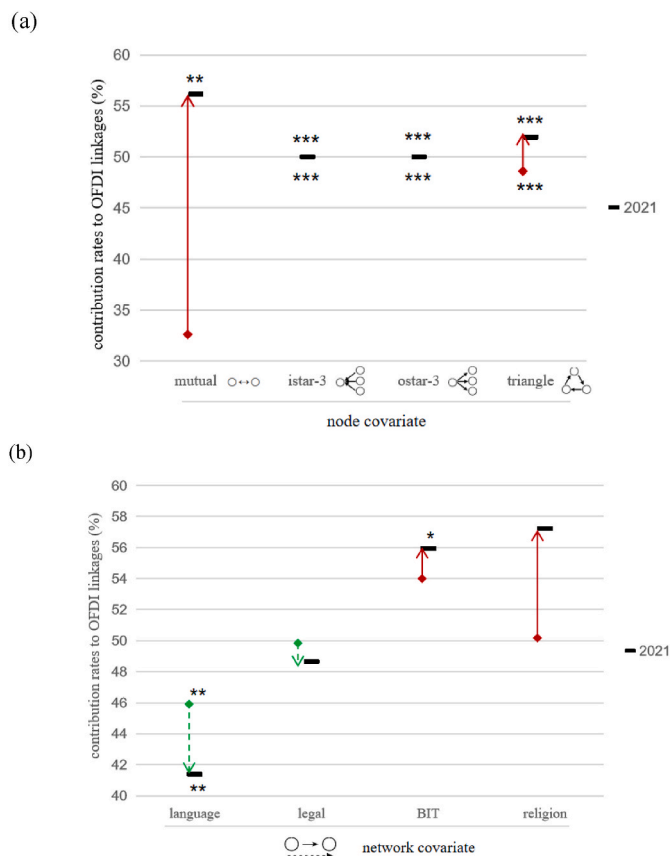 (a)
contribution rates to OFDI linkages (%)
60
55
50
45
40
35
30
**
***
***
***
***
***
***
2021
mutual
istar-3
ostar-3
triangle
node covariate
(b)
contribution rates to OFDI linkages (%)
60
58
56
54
52
50
48
46
44
42
40
**
**
*
2021
language
legal
BIT
religion
network covariate